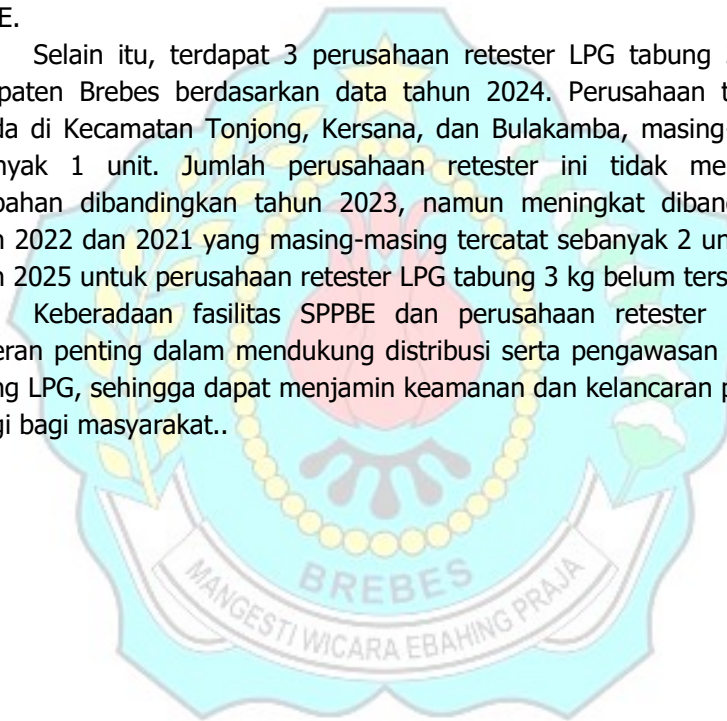 E.
Selain itu, terdapat 3 perusahaan retester LPG tabung
paten Brebes berdasarkan data tahun 2024. Perusahaan t
da di Kecamatan Tonjong, Kersana, dan Bulakamba, masing
nyak 1 unit. Jumlah perusahaan retester ini tidak me
bahan dibandingkan tahun 2023, namun meningkat diband
n 2022 dan 2021 yang masing-masing tercatat sebanyak 2 un
n 2025 untuk perusahaan retester LPG tabung 3 kg belum ters
Keberadaan fasilitas SPPBE dan perusahaan retester
eran penting dalam mendukung distribusi serta pengawasan
ng LPG, sehingga dapat menjamin keamanan dan kelancaran p
gi bagi masyarakat..
BREBES
MANGESTI WICARA EBAHING PRAJA